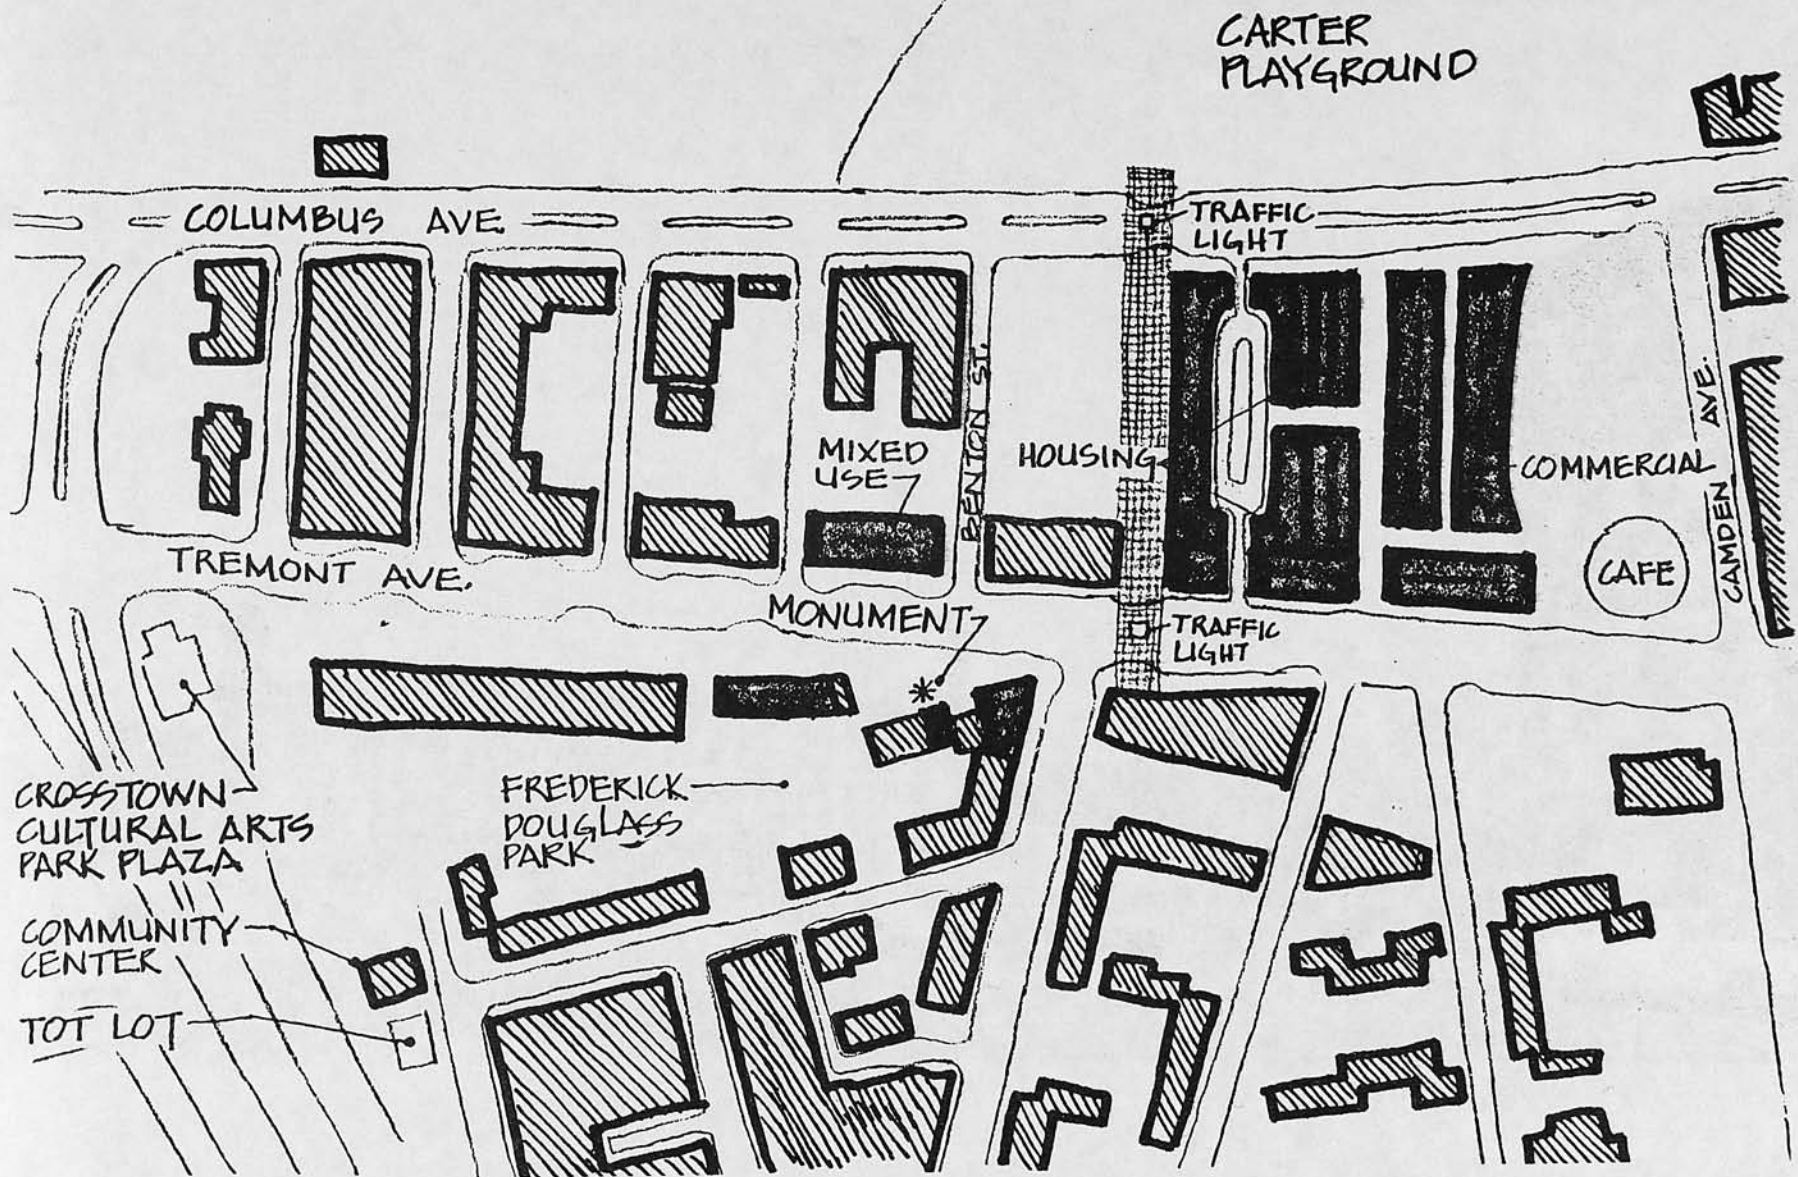 CARTER
PLAYGROUND
COLUMBUS AVE.
TRAFFIC
LIGHT
BENTON ST.
MIXED
USE
HOUSING
COMMERCIAL
CAMDEN AVE.
CAFE
TREMONT AVE.
MONUMENT
TRAFFIC
LIGHT
CROSSTOWN
CULTURAL ARTS
PARK PLAZA
FREDERICK
DOUGLASS
PARK
COMMUNITY
CENTER
TOT LOT